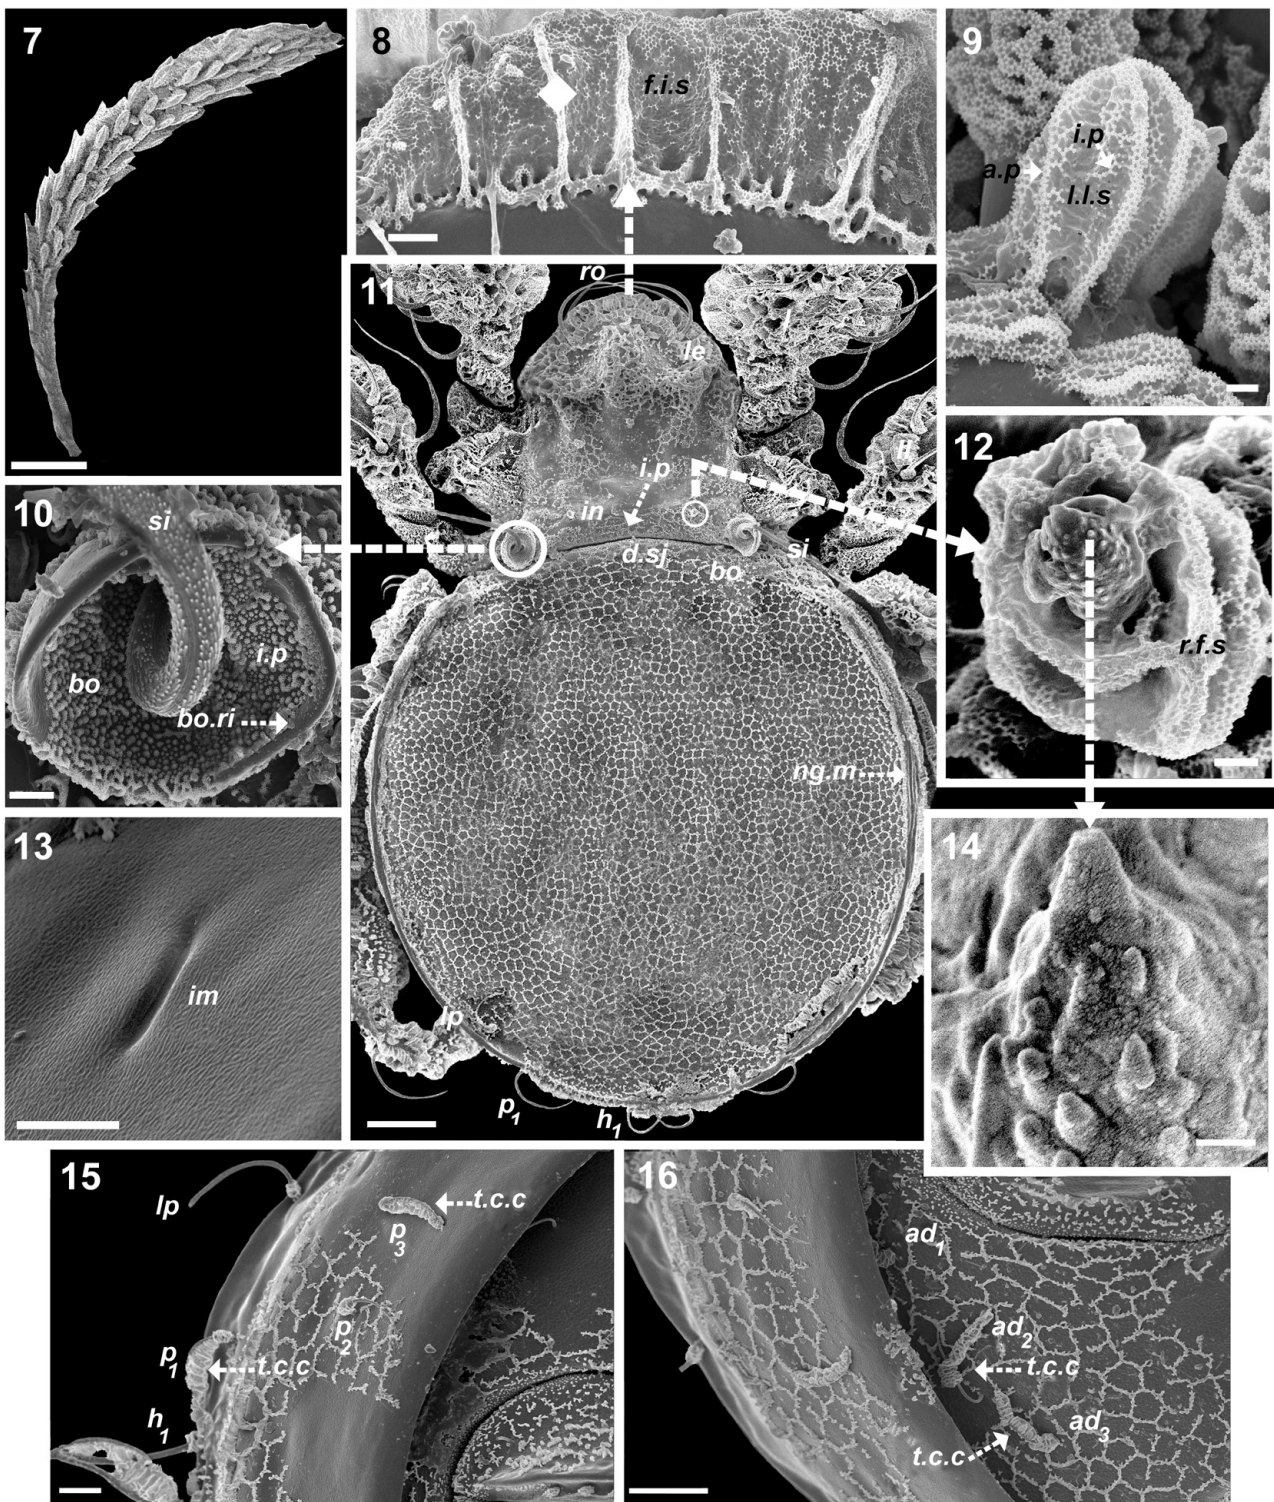 7
8
f.i.s
9
i.p
a.p
l.l.s
10
si
i.p
bo
bo.ri
11
ro
le
li
i.p
in
d.sj
bo
si
ng.m
lp
p1
h1
12
r.f.s
13
im
14
15
lp
t.c.c
p3
p2
p1
t.c.c
h1
16
ad1
ad2
t.c.c
ad3
t.c.c